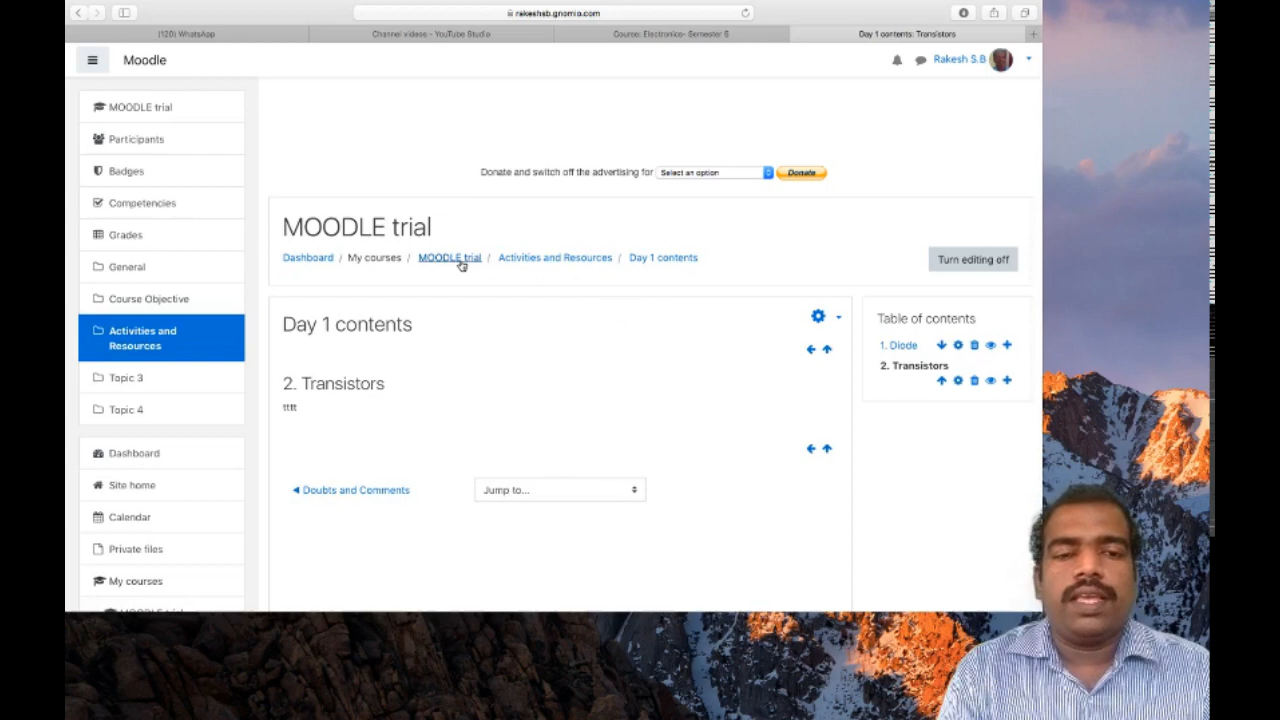 rakeshsb.gnomio.com
(120) WhatsApp
Channel videos - YouTube Studio
Course: Electronics- Semester 6
Day 1 contents: Transistors
Moodle
Rakesh S.B
MOODLE trial
Participants
Badges
Competencies
Grades
General
Course Objective
Activities and
Resources
Topic 3
Topic 4
Dashboard
Site home
Calendar
Private files
My courses
MOODLE trial
Donate and switch off the advertising for Select an option Donate
MOODLE trial
Dashboard / My courses / MOODLE trial / Activities and Resources / Day 1 contents
Turn editing off
Day 1 contents
2. Transistors
tttt
◄ Doubts and Comments
Jump to...
Table of contents
1. Diode
2. Transistors